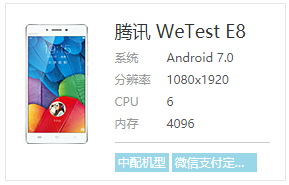 腾讯 WeTest E8
系统 Android 7.0
分辨率 1080x1920
CPU 6
内存 4096
中配机型 微信支付定...